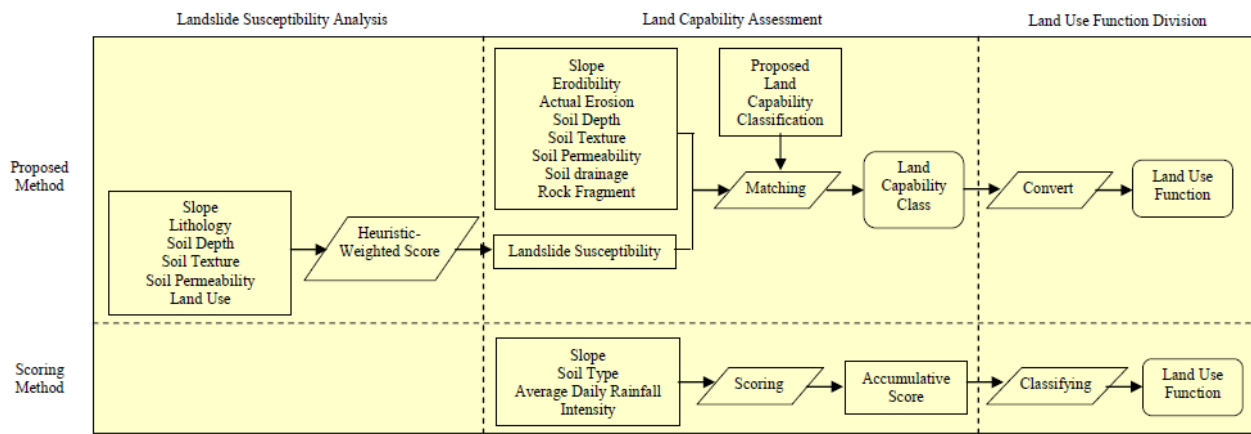 Landslide Susceptibility Analysis
Land Capability Assessment
Land Use Function Division
Proposed
Method
Slope
Lithology
Soil Depth
Soil Texture
Soil Permeability
Land Use
Heuristic-
Weighted Score
Slope
Erodibility
Actual Erosion
Soil Depth
Soil Texture
Soil Permeability
Soil drainage
Rock Fragment
Landslide Susceptibility
Proposed
Land
Capability
Classification
Matching
Land
Capability
Class
Convert
Land Use
Function
Scoring
Method
Slope
Soil Type
Average Daily Rainfall
Intensity
Scoring
Accumulative
Score
Classifying
Land Use
Function